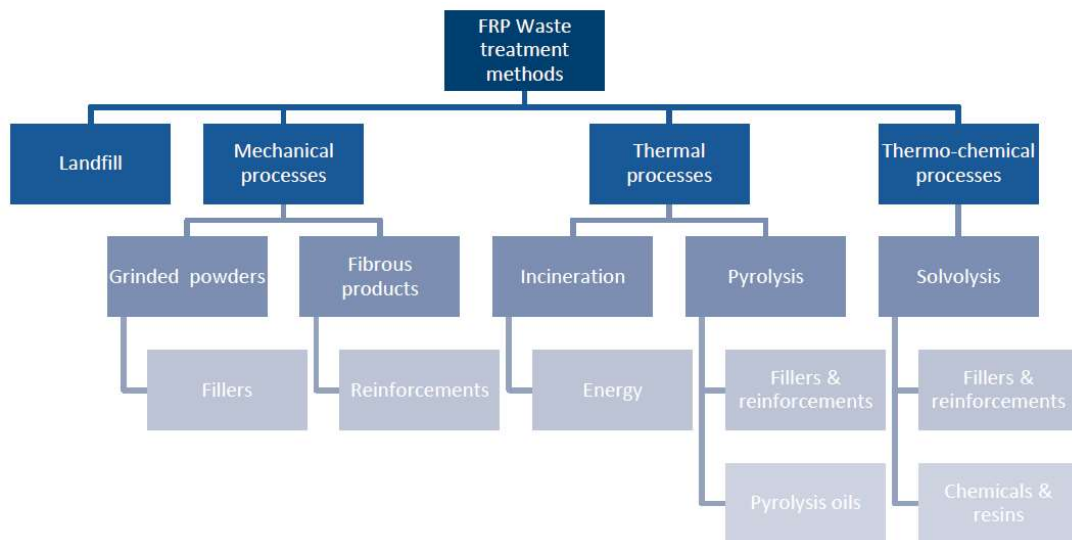 FRP Waste
treatment
methods
Landfill
Mechanical
processes
Thermal
processes
Thermo-chemical
processes
Grinded powders
Fibrous
products
Incineration
Pyrolysis
Solvolysis
Fillers
Reinforcements
Energy
Fillers &
reinforcements
Fillers &
reinforcements
Pyrolysis oils
Chemicals &
resins